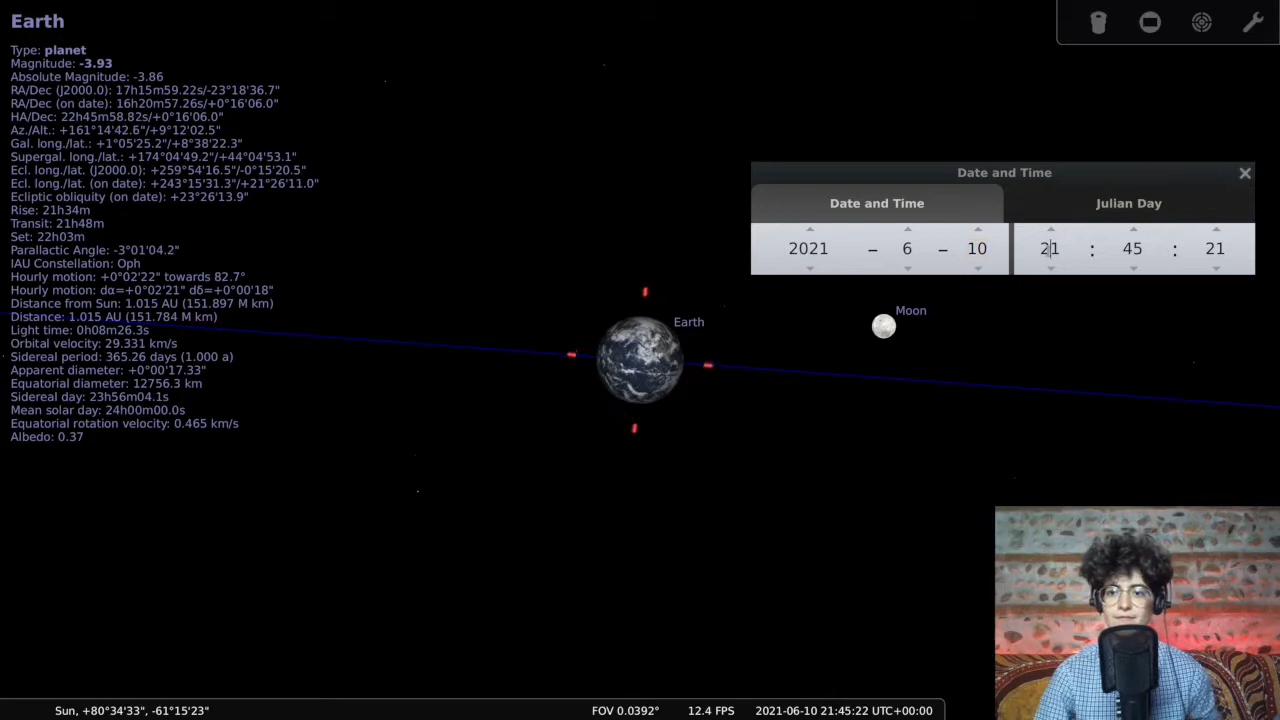 Earth
Type: planet
Magnitude: -3.93
Absolute Magnitude: -3.86
RA/Dec (J2000.0): 17h15m59.22s/-23°18'36.7"
RA/Dec (on date): 16h20m57.26s/+0°16'06.0"
HA/Dec: 22h45m58.82s/+0°16'06.0"
Az./Alt.: +161°14'42.6"/+9°12'02.5"
Gal. long./lat.: +1°05'25.2"/+8°38'22.3"
Supergal. long./lat.: +174°04'49.2"/+44°04'53.1"
Ecl. long./lat. (J2000.0): +259°54'16.5"/-0°15'20.5"
Ecl. long./lat. (on date): +243°15'31.3"/+21°26'11.0"
Ecliptic obliquity (on date): +23°26'13.9"
Rise: 21h34m
Transit: 21h48m
Set: 22h03m
Parallactic Angle: -3°01'04.2"
IAU Constellation: Oph
Hourly motion: +0°02'22" towards 82.7°
Hourly motion: dα=+0°02'21" dδ=+0°00'18"
Distance from Sun: 1.015 AU (151.897 M km)
Distance: 1.015 AU (151.784 M km)
Light time: 0h08m26.3s
Orbital velocity: 29.331 km/s
Sidereal period: 365.26 days (1.000 a)
Apparent diameter: +0°00'17.33"
Equatorial diameter: 12756.3 km
Sidereal day: 23h56m04.1s
Mean solar day: 24h00m00.0s
Equatorial rotation velocity: 0.465 km/s
Albedo: 0.37
Date and Time
Date and Time Julian Day
2021 – 6 – 10 21 : 45 : 21
Moon
Earth
Sun, +80°34'33", -61°15'23" FOV 0.0392° 12.4 FPS 2021-06-10 21:45:22 UTC+00:00